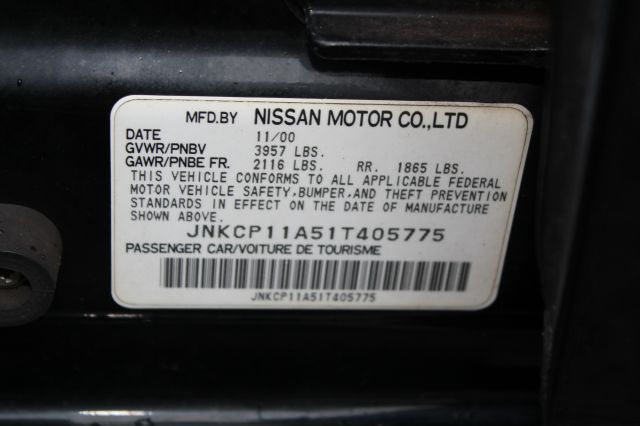 MFD.BY NISSAN MOTOR CO.,LTD
DATE 11/00
GVWR/PNBV 3957 LBS.
GAWR/PNBE FR. 2116 LBS. RR. 1865 LBS.
THIS VEHICLE CONFORMS TO ALL APPLICABLE FEDERAL
MOTOR VEHICLE SAFETY,BUMPER,AND THEFT PREVENTION
STANDARDS IN EFFECT ON THE DATE OF MANUFACTURE
SHOWN ABOVE.
JNKCP11A51T405775
PASSENGER CAR/VOITURE DE TOURISME
JNKCP11A51T405775